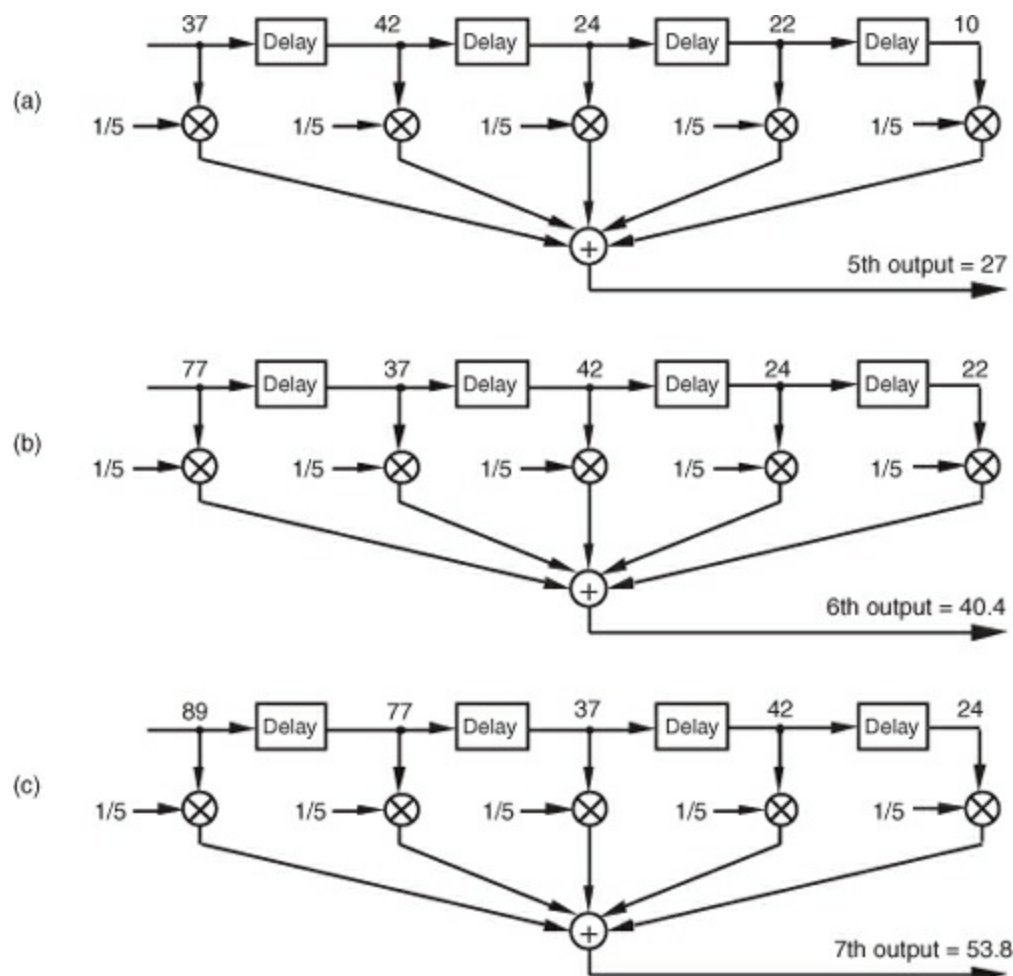 37 42 24 22 10
Delay Delay Delay Delay
(a)
1/5 1/5 1/5 1/5 1/5
+
5th output = 27
77 37 42 24 22
Delay Delay Delay Delay
(b)
1/5 1/5 1/5 1/5 1/5
+
6th output = 40.4
89 77 37 42 24
Delay Delay Delay Delay
(c)
1/5 1/5 1/5 1/5 1/5
+
7th output = 53.8